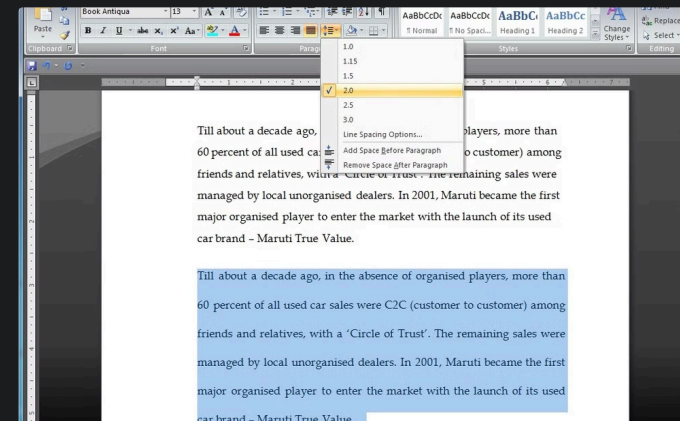 Book Antiqua 13 A A
AaBbCcDc AaBbCcDc AaBbC AaBbCc
Replace
Paste B I U abe X, X² Aa A
¶ Normal ¶ No Spaci... Heading 1 Heading 2 Change Styles Select
Clipboard Font Parag Styles Editing
1.0
1.15
1.5
2.0
2.5
3.0
Line Spacing Options...
Add Space Before Paragraph
Remove Space After Paragraph
Till about a decade ago, players, more than
60 percent of all used ca o customer) among
friends and relatives, with a 'Circle of Trust'. The remaining sales were
managed by local unorganised dealers. In 2001, Maruti became the first
major organised player to enter the market with the launch of its used
car brand – Maruti True Value.
Till about a decade ago, in the absence of organised players, more than
60 percent of all used car sales were C2C (customer to customer) among
friends and relatives, with a ‘Circle of Trust’. The remaining sales were
managed by local unorganised dealers. In 2001, Maruti became the first
major organised player to enter the market with the launch of its used
car brand – Maruti True Value.